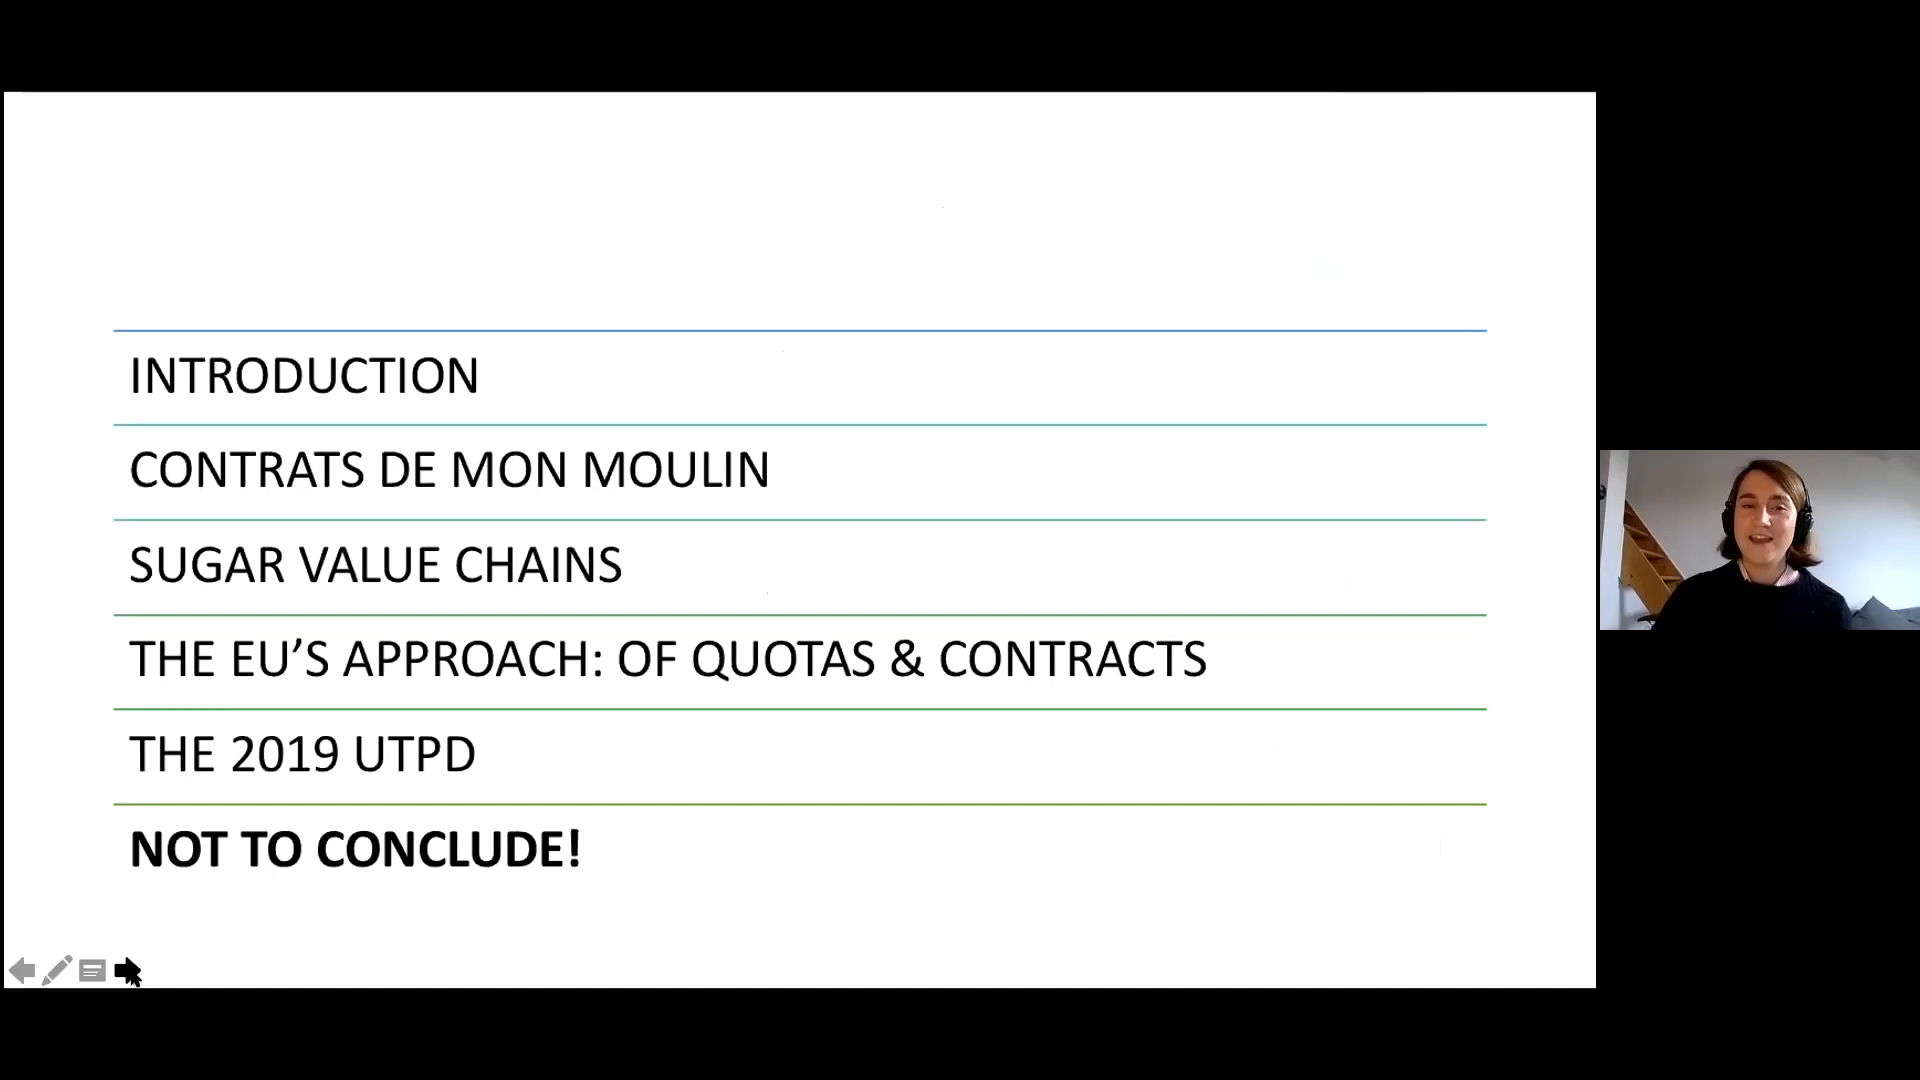 INTRODUCTION
CONTRATS DE MON MOULIN
SUGAR VALUE CHAINS
THE EU’S APPROACH: OF QUOTAS & CONTRACTS
THE 2019 UTPD
NOT TO CONCLUDE!